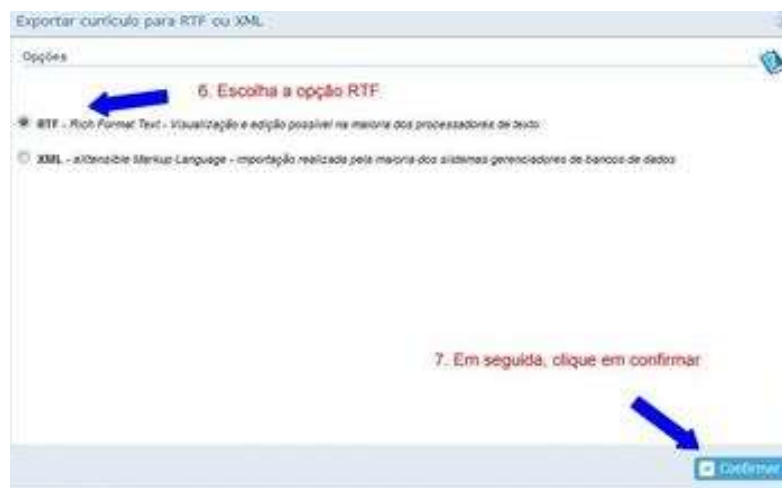 Exportar currículo para RTF ou XML
Opções
6. Escolha a opção RTF
RTF - Rich Format Text - Visualização e edição possível na maioria dos processadores de texto
XML - eXtensible Markup Language - importação realizada pela maioria dos sistemas gerenciadores de bancos de dados
7. Em seguida, clique em confirmar
Confirmar